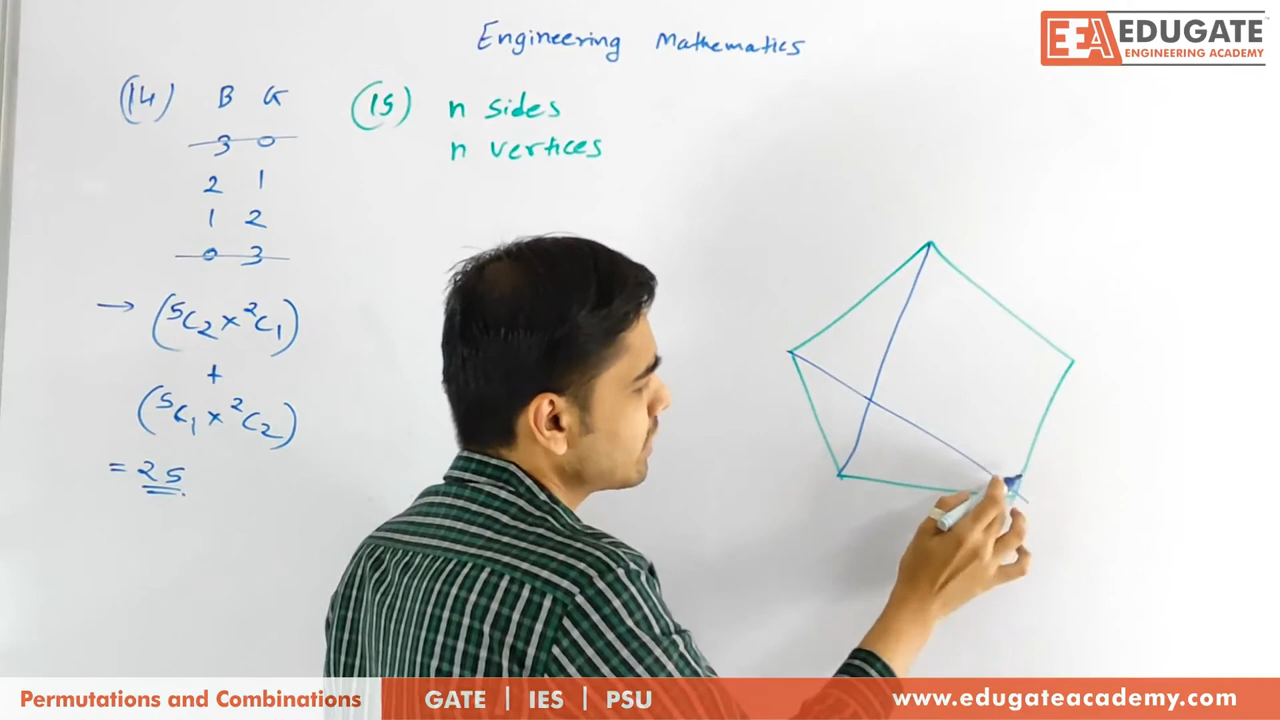 Engineering Mathematics
EEA EDUGATE
ENGINEERING ACADEMY
(14) B G
3 0
2 1
1 2
0 3
→ (⁵C₂ x ²C₁)
+
(⁵C₁ x ²C₂)
= 25
(15) n sides
n vertices
Permutations and Combinations
GATE | IES | PSU
www.edugateacademy.com